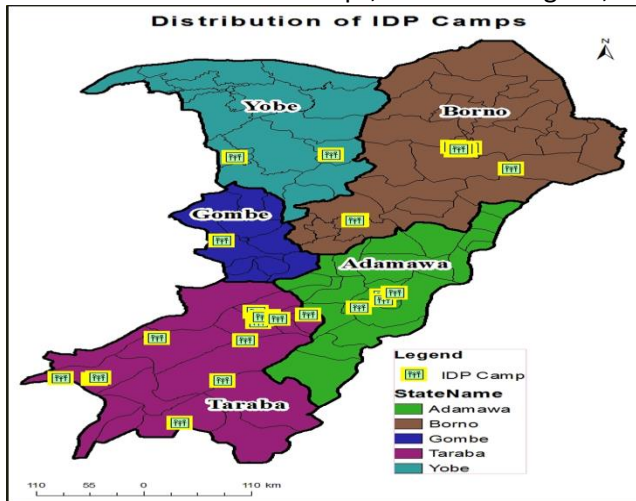 Distribution of IDP Camps
N
Yobe
Borno
Gombe
Adamawa
Taraba
Legend
IDP Camp
StateName
Adamawa
Borno
Gombe
Taraba
Yobe
110 55 0 110 km